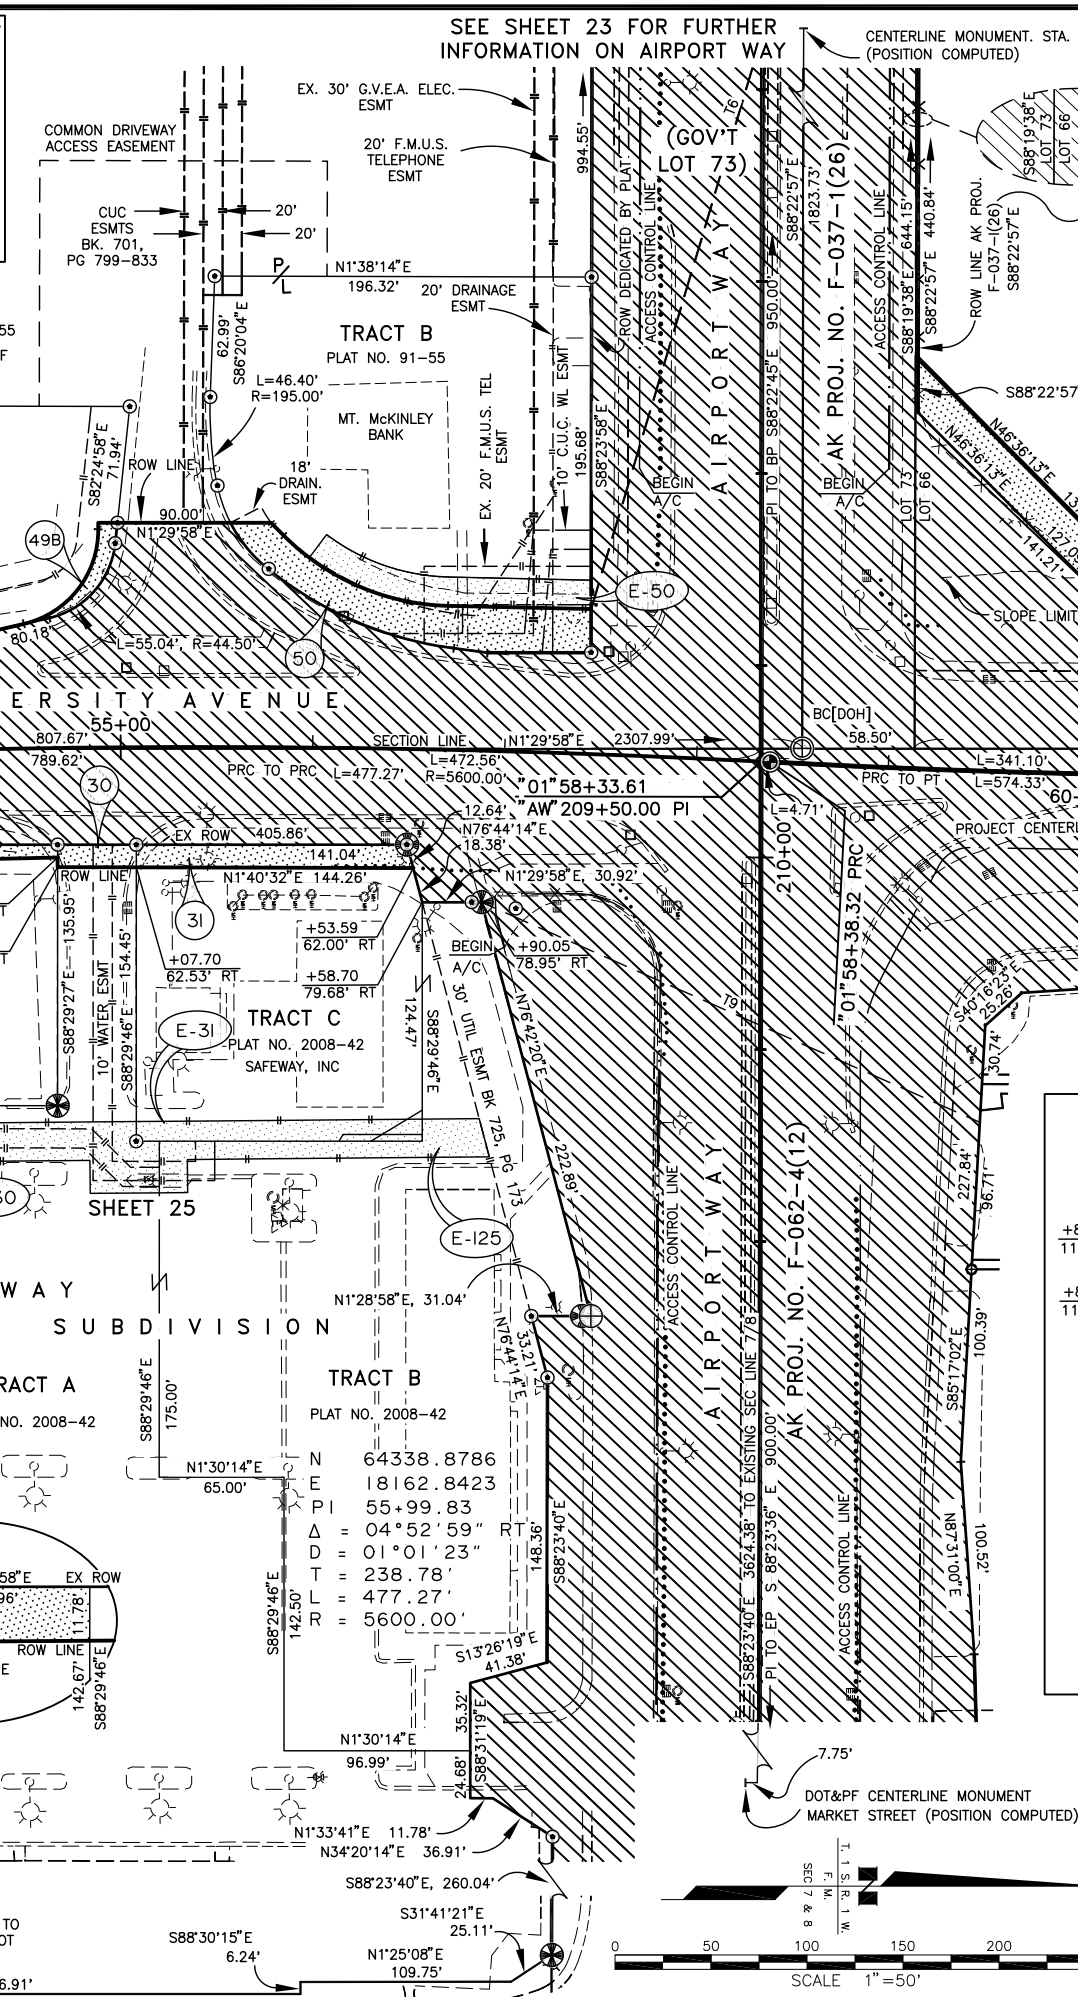 SEE SHEET 23 FOR FURTHER
INFORMATION ON AIRPORT WAY
CENTERLINE MONUMENT. STA.
(POSITION COMPUTED)
EX. 30' G.V.E.A. ELEC.
ESMT
COMMON DRIVEWAY
ACCESS EASEMENT
20' F.M.U.S.
TELEPHONE
ESMT
994.55'
T6
(GOV'T
LOT 73)
S88°22'57"E
1823.73'
AK PROJ. NO. F-037-1(26)
ACCESS CONTROL LINE
S88°19'38"E 644.15'
S88°22'57"E 440.84'
ROW LINE AK PROJ.
F-037-1(26)
S88°22'57"E
S88°19'38"E
LOT 73
LOT 66
CUC
ESMTS
BK. 701,
PG 799-833
20'
20'
P/L
N1°38'14"E
196.32'
20' DRAINAGE
ESMT
ROW DEDICATED BY PLAT
ACCESS CONTROL LINE
AIRPORT WAY
PI TO BP S88°22'45"E 950.00'
62.99'
S86°20'04"E
TRACT B
PLAT NO. 91-55
L=46.40'
R=195.00'
MT. McKINLEY
BANK
EX. 20' F.M.U.S. TEL
ESMT
10' C.U.C. WL ESMT
195.68'
S88°23'58"E
S88°22'57
N46°36'13"E
N46°36'13"E
127.0
141.21'
S82°24'58"E
71.94'
ROW LINE
18'
DRAIN.
ESMT
90.00'
N1°29'58"E
BEGIN
A/C
BEGIN
A/C
LOT 73
LOT 66
49B
E-50
SLOPE LIMIT
80.18'
L=55.04', R=44.50'
50
ERSITY AVENUE
55+00
BC[DOH]
58.50'
807.67'
789.62'
SECTION LINE
N1°29'58"E 2307.99'
PRC TO PRC L=477.27'
L=472.56'
R=5600.00'
L=341.10'
PRC TO PT
L=574.33'
60-
30
"01"58+33.61
"AW"209+50.00 PI
L=4.71'
12.64'
N76°44'14"E
18.38'
EX ROW
405.86'
PROJECT CENTERL
141.04'
ROW LINE
N1°40'32"E 144.26'
N1°29'58"E, 30.92'
210+00
"01"58+38.32 PRC
31
135.95'
S88°29'27"E
10' WATER ESMT
154.45'
S88°29'46"E
+53.59
62.00' RT
+07.70
62.53' RT
+58.70
79.68' RT
BEGIN
A/C
+90.05
78.95' RT
T9
S40°16'23"E
25.26'
30.74'
E-31
TRACT C
PLAT NO. 2008-42
SAFEWAY, INC
124.47'
S88°29'46"E
30' UTIL ESMT BK 725, PG 173
N76°42'20"E
222.89'
227.84'
96.71'
SHEET 25
E-125
ACCESS CONTROL LINE
AIRPORT WAY
AK PROJ. NO. F-062-4(12)
WAY
SUBDIVISION
N1°28'58"E, 31.04'
33.21'
N76°44'14"E
S85°17'02"E
100.39'
RACT A
NO. 2008-42
S88°29'46"E
175.00'
TRACT B
PLAT NO. 2008-42
N1°30'14"E
65.00'
N 64338.8786
E 18162.8423
PI 55+99.83
Δ = 04°52'59" RT
D = 01°01'23"
T = 238.78'
L = 477.27'
R = 5600.00'
148.36'
S88°23'40"E
S88°23'40"E 3624.38' TO EXISTING SEC LINE 7/8
PI TO EP S 88°23'36" E 900.00'
ACCESS CONTROL LINE
N87°31'00"E
100.52'
58"E
EX ROW
96'
11.78'
ROW LINE
E
142.67'
S88°29'46"E
S88°29'46"E
142.50'
S13°26'19"E
41.38'
35.32'
24.68'
S88°31'19"E
N1°30'14"E
96.99'
7.75'
DOT&PF CENTERLINE MONUMENT
MARKET STREET (POSITION COMPUTED)
N1°33'41"E 11.78'
N34°20'14"E 36.91'
S88°23'40"E, 260.04'
T. 1 S. R. 1 W.
F. M.
SEC 7 & 8
S31°41'21"E
25.11'
S88°30'15"E
6.24'
N1°25'08"E
109.75'
TO
OT
6.91'
0 50 100 150 200
SCALE 1"=50'